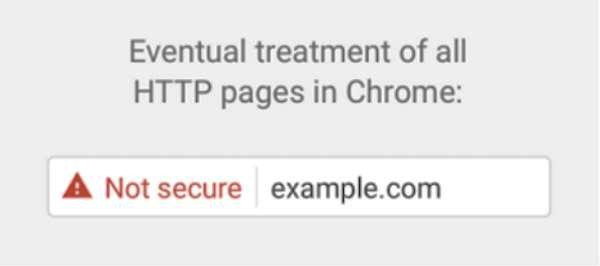 Eventual treatment of all
HTTP pages in Chrome:
Not secure example.com